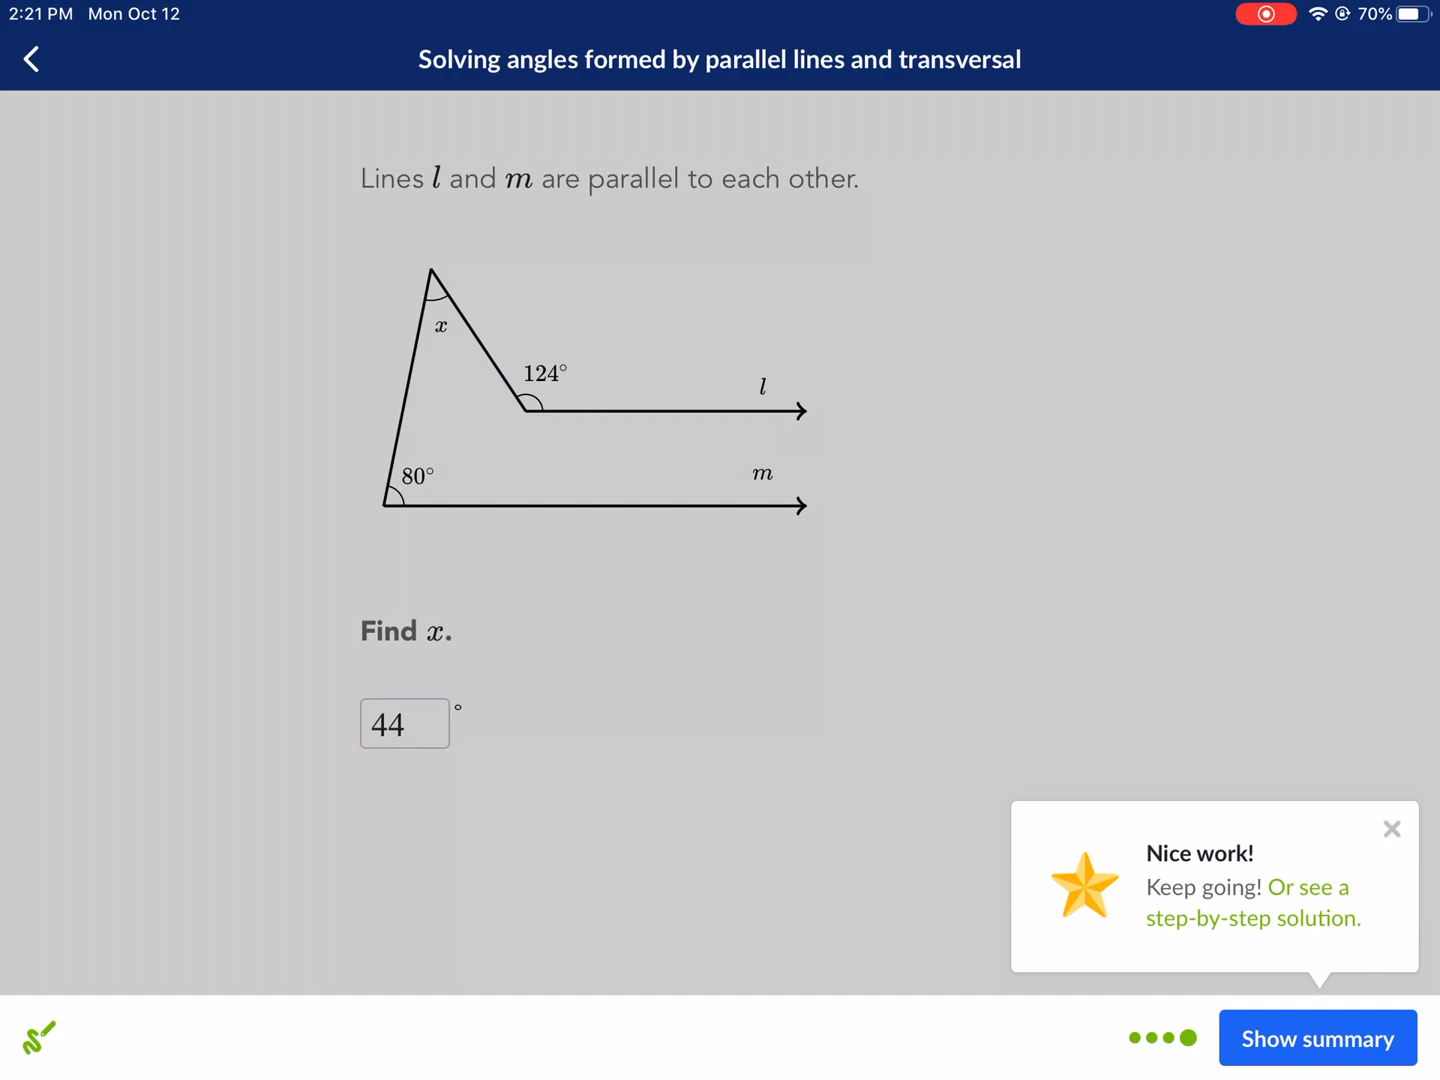 2:21 PM Mon Oct 12
70%
Solving angles formed by parallel lines and transversal
Lines l and m are parallel to each other.
x
124°
l
80°
m
Find x.
44 °
Nice work!
Keep going! Or see a
step-by-step solution.
Show summary